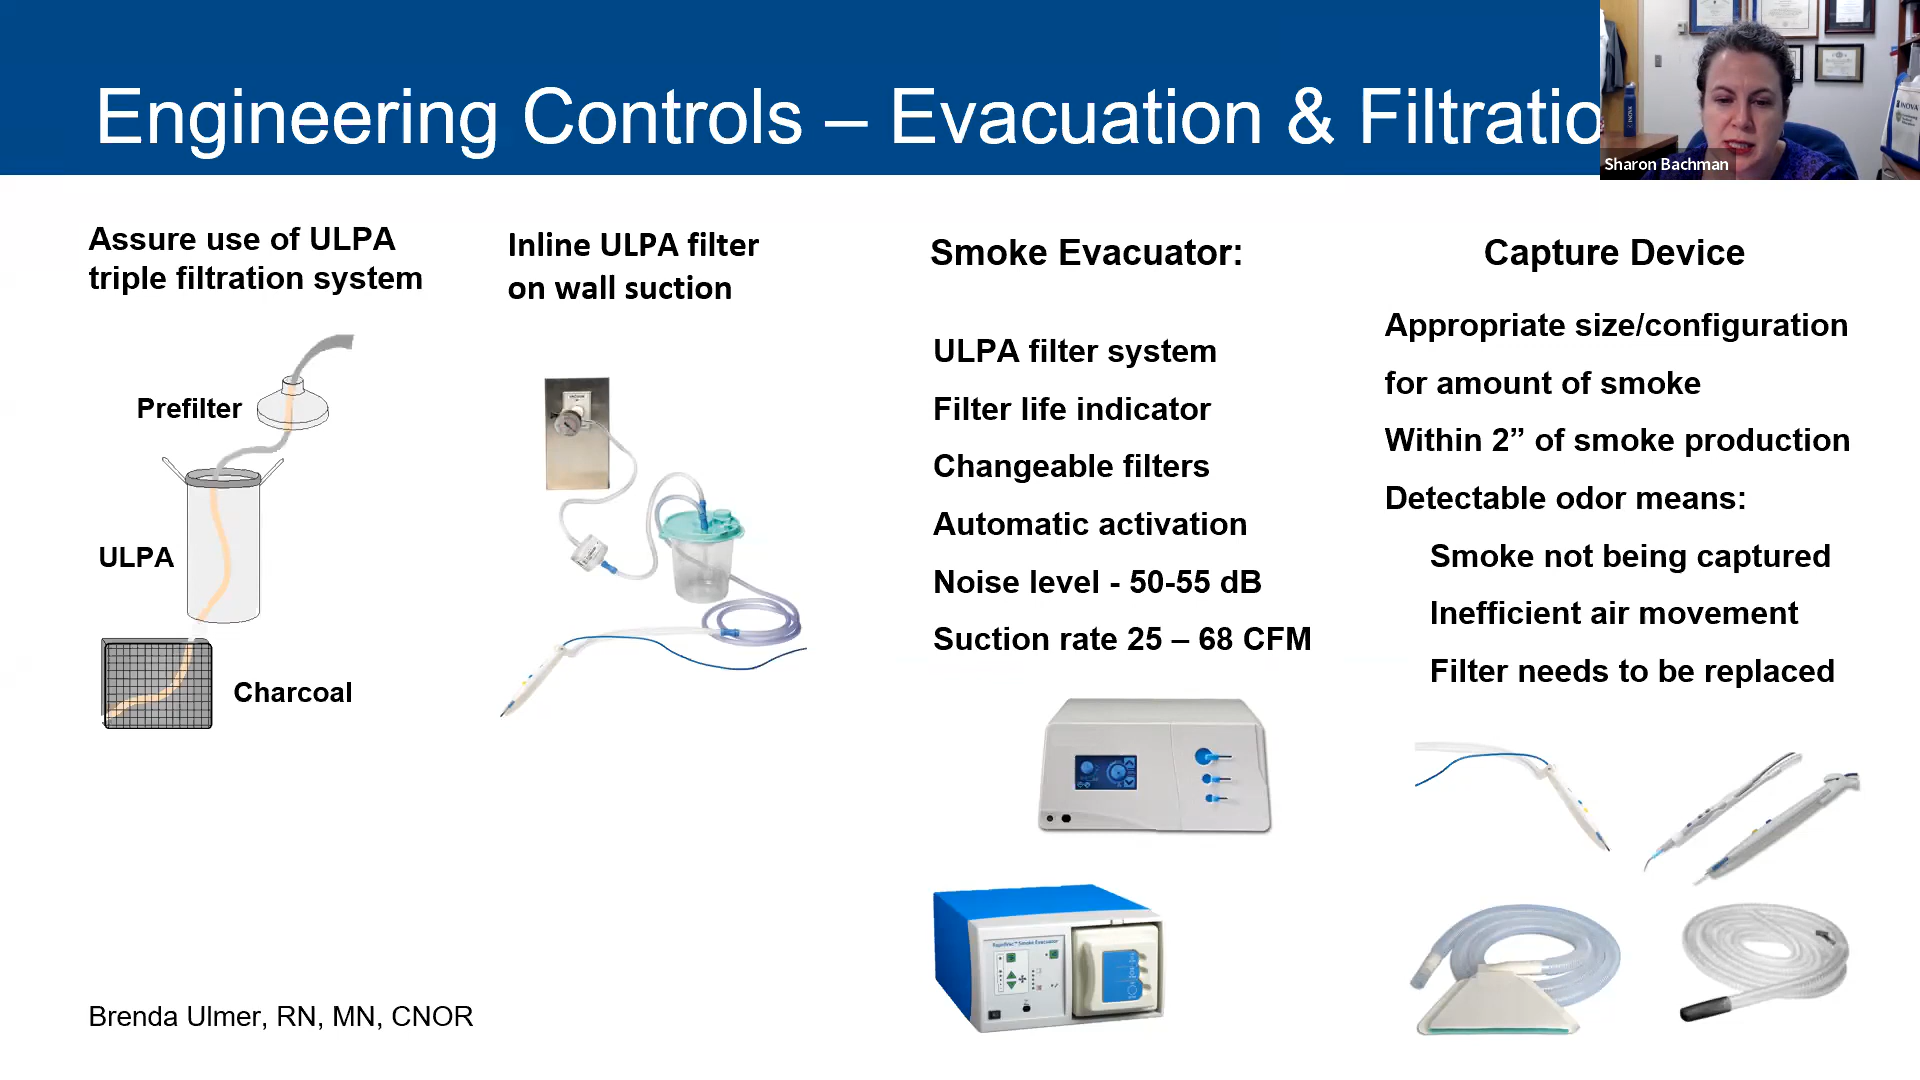 Engineering Controls – Evacuation & Filtratio
Sharon Bachman
INOVA
Assure use of ULPA
triple filtration system
Prefilter
ULPA
Charcoal
Inline ULPA filter
on wall suction
Smoke Evacuator:
ULPA filter system
Filter life indicator
Changeable filters
Automatic activation
Noise level - 50-55 dB
Suction rate 25 – 68 CFM
Capture Device
Appropriate size/configuration
for amount of smoke
Within 2” of smoke production
Detectable odor means:
Smoke not being captured
Inefficient air movement
Filter needs to be replaced
Smoke Evacuator
Brenda Ulmer, RN, MN, CNOR